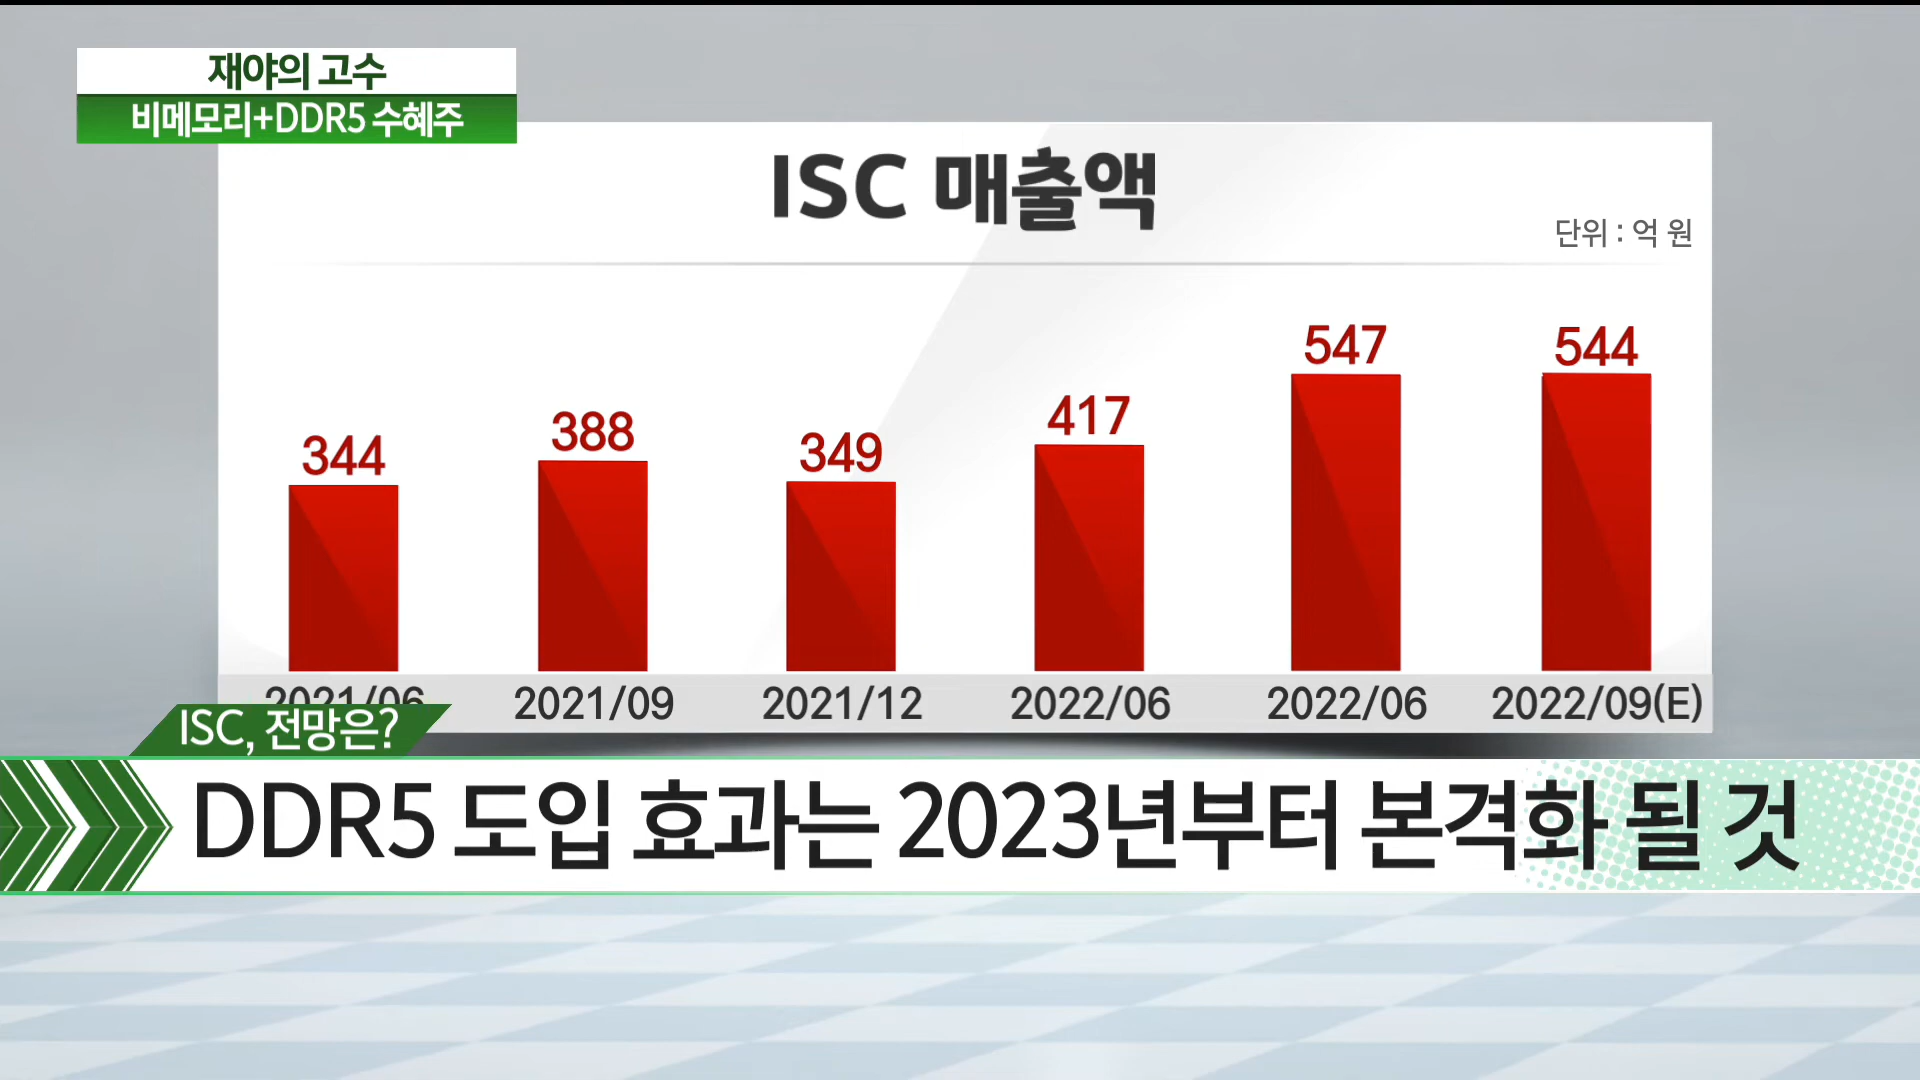 재야의 고수
비메모리+DDR5 수혜주
ISC 매출액
단위 : 억 원
344
388
349
417
547
544
2021/06
2021/09
2021/12
2022/06
2022/06
2022/09(E)
ISC, 전망은?
DDR5 도입 효과는 2023년부터 본격화 될 것